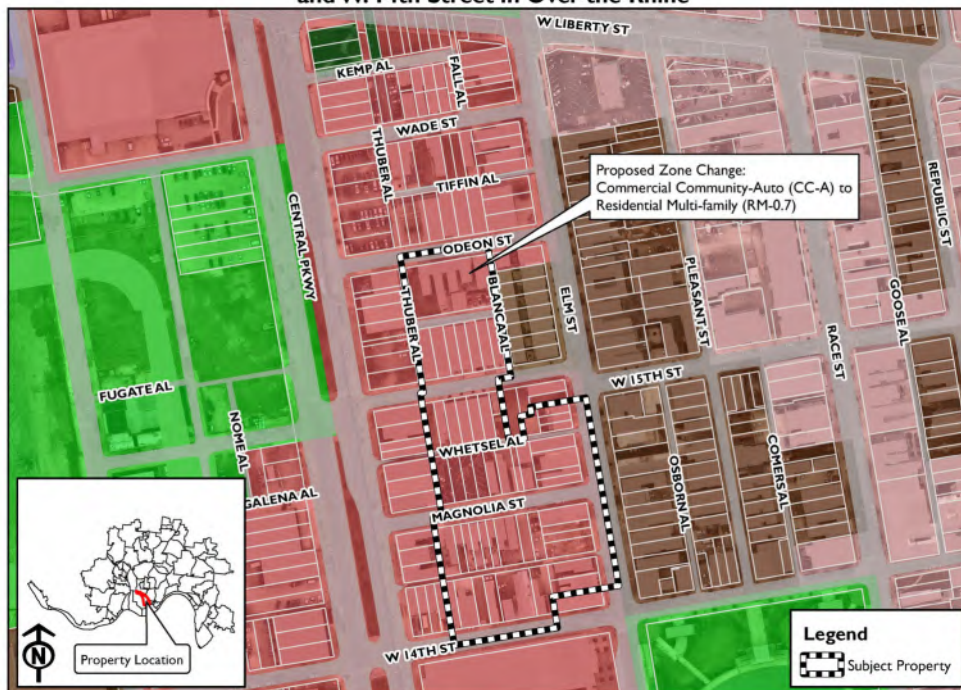 and W. 14th Street in Over the Rhine
W LIBERTY ST
KEMP AL
FALL AL
WADE ST
THUBER AL
TIFFIN AL
Proposed Zone Change:
Commercial Community-Auto (CC-A) to
Residential Multi-family (RM-0.7)
REPUBLIC ST
CENTRAL PKWY
ODEON ST
THUBER AL
BLANCA AL
ELM ST
PLEASANT ST
GOOSE AL
RACE ST
FUGATE AL
W 15TH ST
NOME AL
WHETSEL AL
OSBORN AL
COMERS AL
GALENA AL
MAGNOLIA ST
W 14TH ST
N
Property Location
Legend
Subject Property